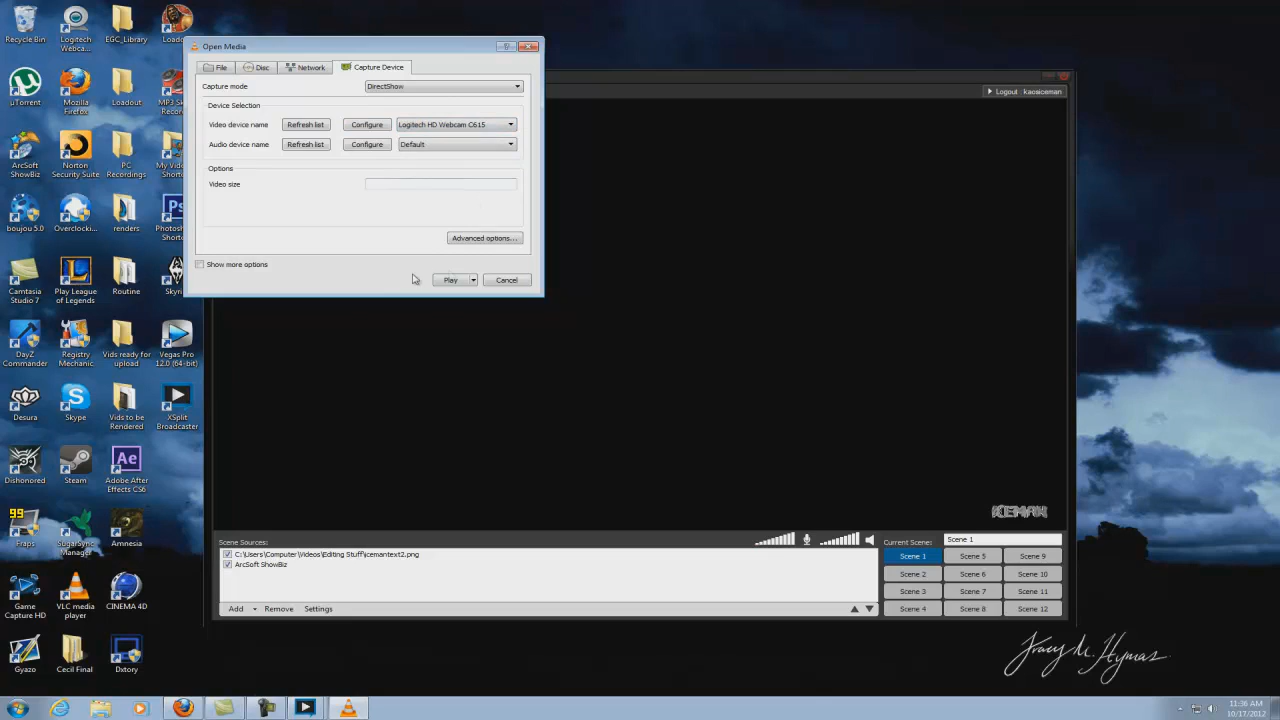 Open Media
File
Disc
Network
Capture Device
Capture mode
DirectShow
Device Selection
Video device name
Refresh list
Configure
Logitech HD Webcam C615
Audio device name
Refresh list
Configure
Default
Options
Video size
Advanced options...
Show more options
Play
Cancel
Logout
kaosiceman
Recycle Bin
Logitech Webca...
EGC_Library
Loado
µTorrent
Mozilla Firefox
Loadout
MP3 Sk Record
ArcSoft ShowBiz
Norton Security Suite
PC Recordings
My Vide Shortc
boujou 5.0
Overclocki...
renders
Photosh Shortc
Camtasia Studio 7
Play League of Legends
Routine
Skyri
DayZ Commander
Registry Mechanic
Vids ready for upload
Vegas Pro 12.0 (64-bit)
Desura
Skype
Vids to be Rendered
XSplit Broadcaster
Dishonored
Steam
Ae
Adobe After Effects CS6
99
Fraps
SugarSync Manager
Amnesia
Game Capture HD
VLC media player
CINEMA 4D
Gyazo
Cecil Final
Dxtory
ICEMAN
Scene Sources:
C:\Users\Computer\Videos\Editing Stuff\icemantext2.png
ArcSoft ShowBiz
Add
Remove
Settings
Current Scene:
Scene 1
Scene 1
Scene 5
Scene 9
Scene 2
Scene 6
Scene 10
Scene 3
Scene 7
Scene 11
Scene 4
Scene 8
Scene 12
Tracy M. Hymas
11:36 AM
10/17/2012